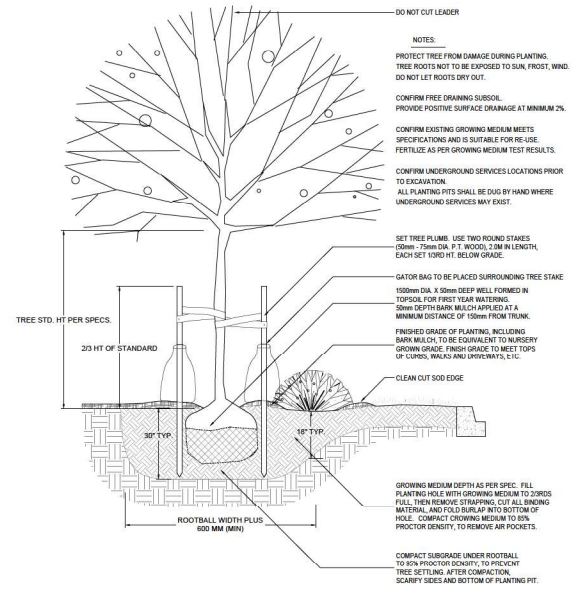 DO NOT CUT LEADER
NOTES:
PROTECT TREE FROM DAMAGE DURING PLANTING.
TREE ROOTS NOT TO BE EXPOSED TO SUN, FROST, WIND.
DO NOT LET ROOTS DRY OUT.
CONFIRM FREE DRAINING SUBSOIL.
PROVIDE POSITIVE SURFACE DRAINAGE AT MINIMUM 2%.
CONFIRM EXISTING GROWING MEDIUM MEETS
SPECIFICATIONS AND IS SUITABLE FOR RE-USE.
FERTILIZE AS PER GROWING MEDIUM TEST RESULTS.
CONFIRM UNDERGROUND SERVICES LOCATIONS PRIOR
TO EXCAVATION.
ALL PLANTING PITS SHALL BE DUG BY HAND WHERE
UNDERGROUND SERVICES MAY EXIST.
SET TREE PLUMB. USE TWO ROUND STAKES
(50mm - 75mm DIA. P.T. WOOD), 2.0M IN LENGTH,
EACH SET 1/3RD HT. BELOW GRADE.
GATOR BAG TO BE PLACED SURROUNDING TREE STAKE
1500mm DIA. X 50mm DEEP WELL FORMED IN
TOPSOIL FOR FIRST YEAR WATERING.
50mm DEPTH BARK MULCH APPLIED AT A
MINIMUM DISTANCE OF 150mm FROM TRUNK.
FINISHED GRADE OF PLANTING, INCLUDING
BARK MULCH, TO BE EQUIVALENT TO NURSERY
GROWN GRADE. FINISH GRADE TO MEET TOPS
OF CURBS, WALKS AND DRIVEWAYS, ETC.
CLEAN CUT SOD EDGE
TREE STD. HT PER SPECS.
2/3 HT OF STANDARD
30" TYP.
18" TYP.
ROOTBALL WIDTH PLUS
600 MM (MIN)
GROWING MEDIUM DEPTH AS PER SPEC. FILL
PLANTING HOLE WITH GROWING MEDIUM TO 2/3RDS
FULL, THEN REMOVE STRAPPING, CUT ALL BINDING
MATERIAL, AND FOLD BURLAP INTO BOTTOM OF
HOLE. COMPACT CROWING MEDIUM TO 85%
PROCTOR DENSITY, TO REMOVE AIR POCKETS.
COMPACT SUBGRADE UNDER ROOTBALL
TO 95% PROCTOR DENSITY, TO PREVENT
TREE SETTLING. AFTER COMPACTION,
SCARIFY SIDES AND BOTTOM OF PLANTING PIT.